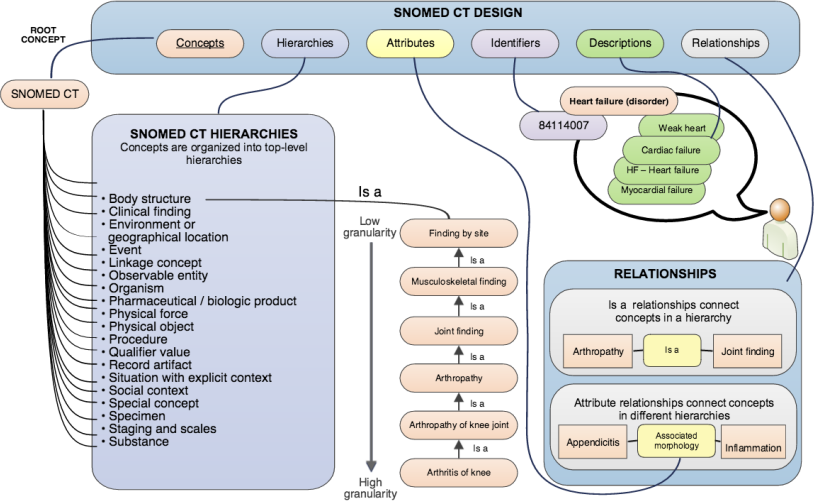 SNOMED CT DESIGN
ROOT
CONCEPT
Concepts
Hierarchies
Attributes
Identifiers
Descriptions
Relationships
SNOMED CT
SNOMED CT HIERARCHIES
Concepts are organized into top-level
hierarchies
• Body structure
• Clinical finding
• Environment or
geographical location
• Event
• Linkage concept
• Observable entity
• Organism
• Pharmaceutical / biologic product
• Physical force
• Physical object
• Procedure
• Qualifier value
• Record artifact
• Situation with explicit context
• Social context
• Special concept
• Specimen
• Staging and scales
• Substance
Is a
Low
granularity
High
granularity
Finding by site
Is a
Musculoskeletal finding
Is a
Joint finding
Is a
Arthropathy
Is a
Arthropathy of knee joint
Is a
Arthritis of knee
Heart failure (disorder)
84114007
Weak heart
Cardiac failure
HF – Heart failure
Myocardial failure
RELATIONSHIPS
Is a relationships connect
concepts in a hierarchy
Arthropathy
Is a
Joint finding
Attribute relationships connect concepts
in different hierarchies
Appendicitis
Associated
morphology
Inflammation